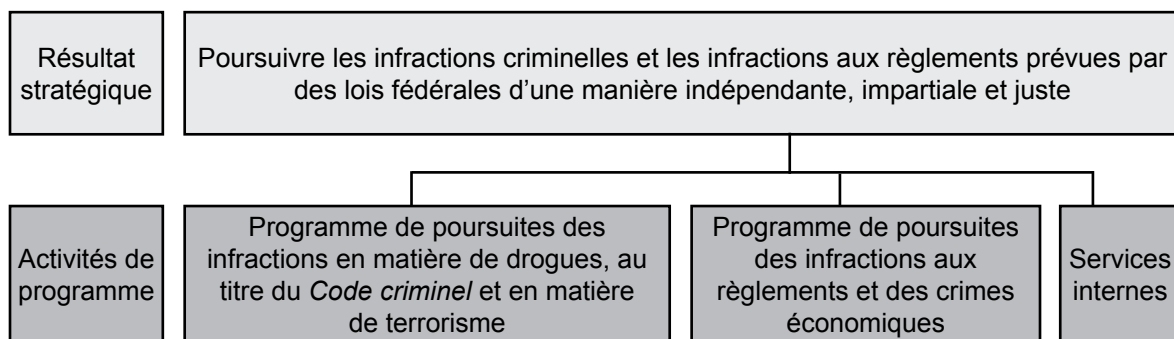 Résultat
stratégique
Poursuivre les infractions criminelles et les infractions aux règlements prévues par
des lois fédérales d’une manière indépendante, impartiale et juste
Activités de
programme
Programme de poursuites des
infractions en matière de drogues, au
titre du Code criminel et en matière
de terrorisme
Programme de poursuites
des infractions aux
règlements et des crimes
économiques
Services
internes